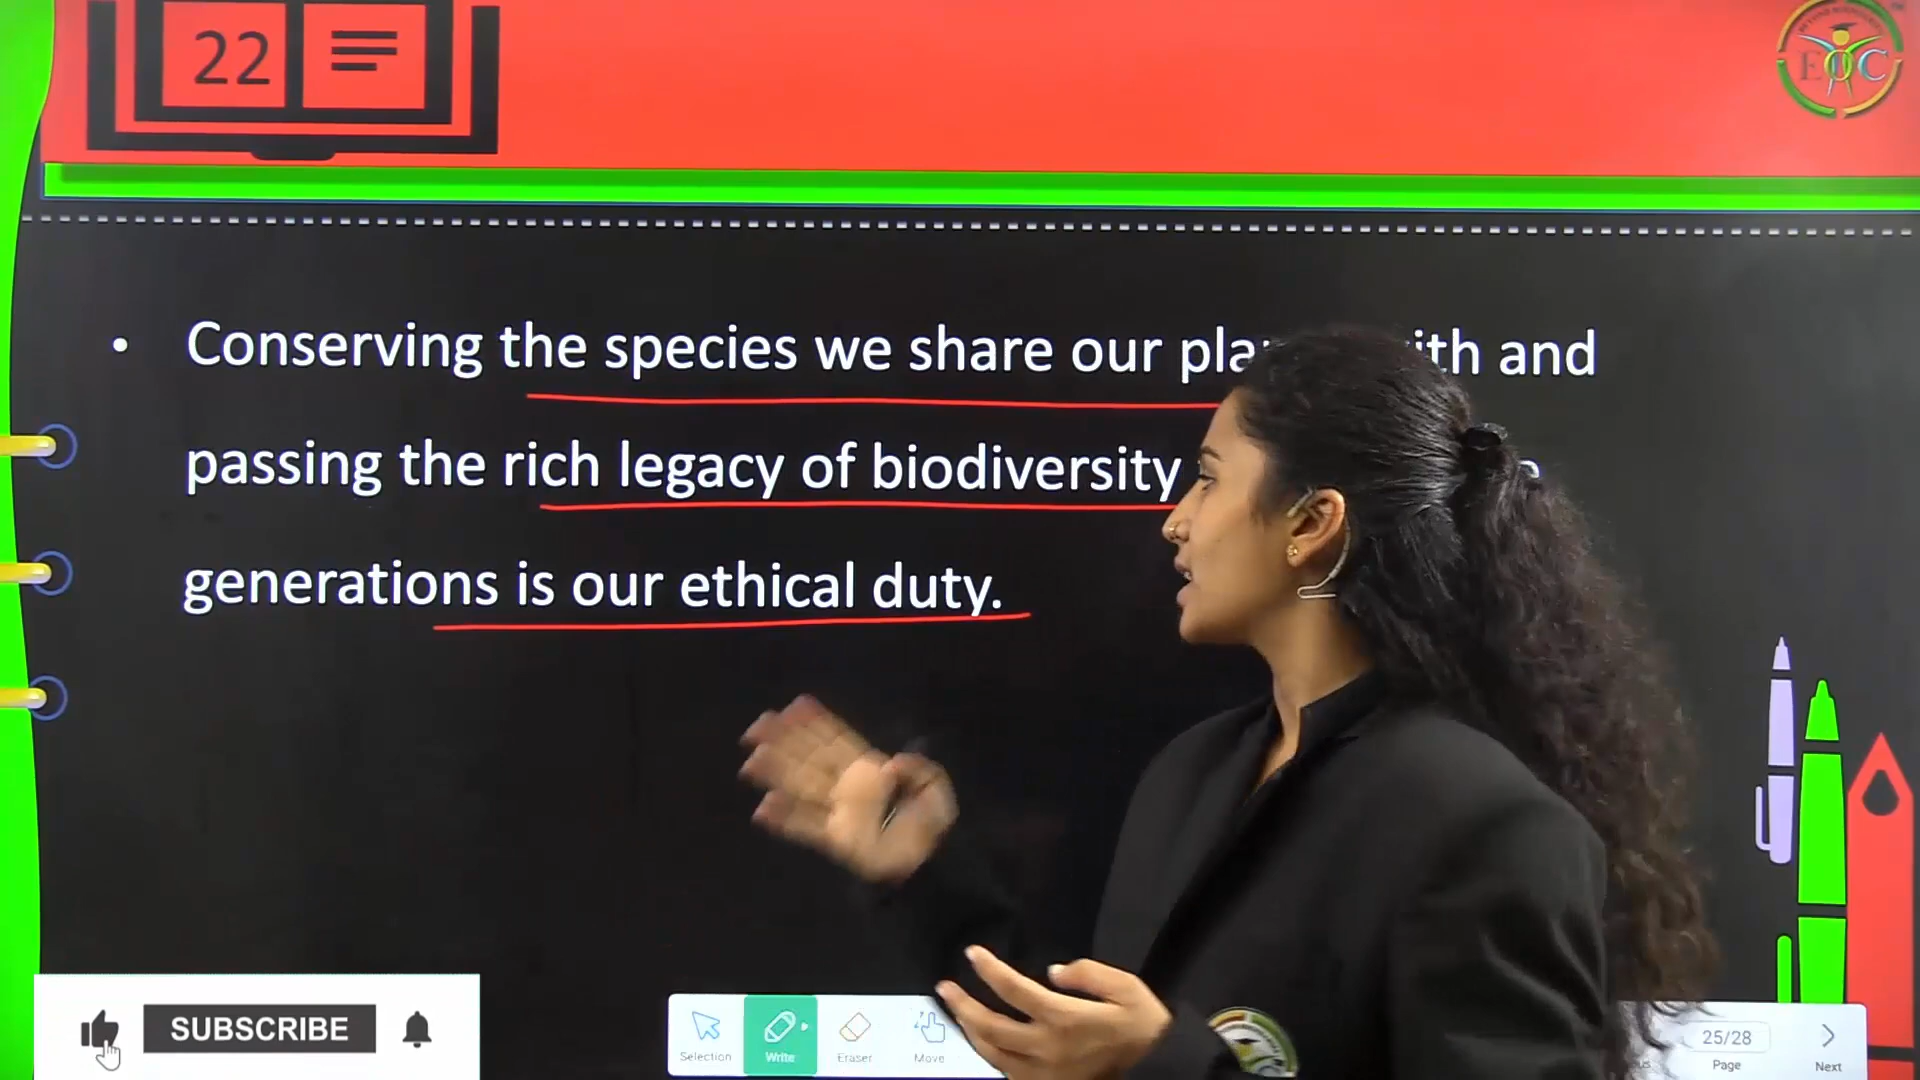 22
EOC
Conserving the species we share our ith and
passing the rich legacy of biodiversity
generations is our ethical duty.
SUBSCRIBE
Selection
Write
Eraser
Move
25/28
Page
Next